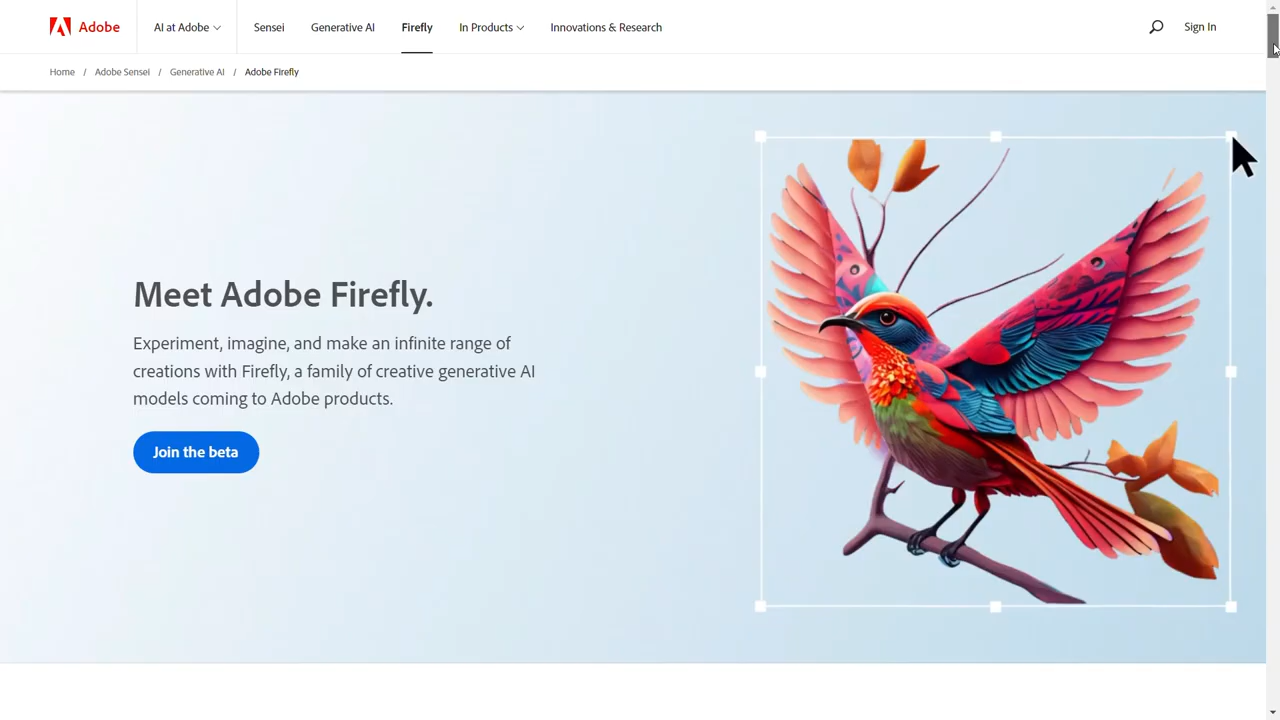 Adobe AI at Adobe Sensei Generative AI Firefly In Products Innovations & Research Sign In
Home / Adobe Sensei / Generative AI / Adobe Firefly
Meet Adobe Firefly.
Experiment, imagine, and make an infinite range of
creations with Firefly, a family of creative generative AI
models coming to Adobe products.
Join the beta